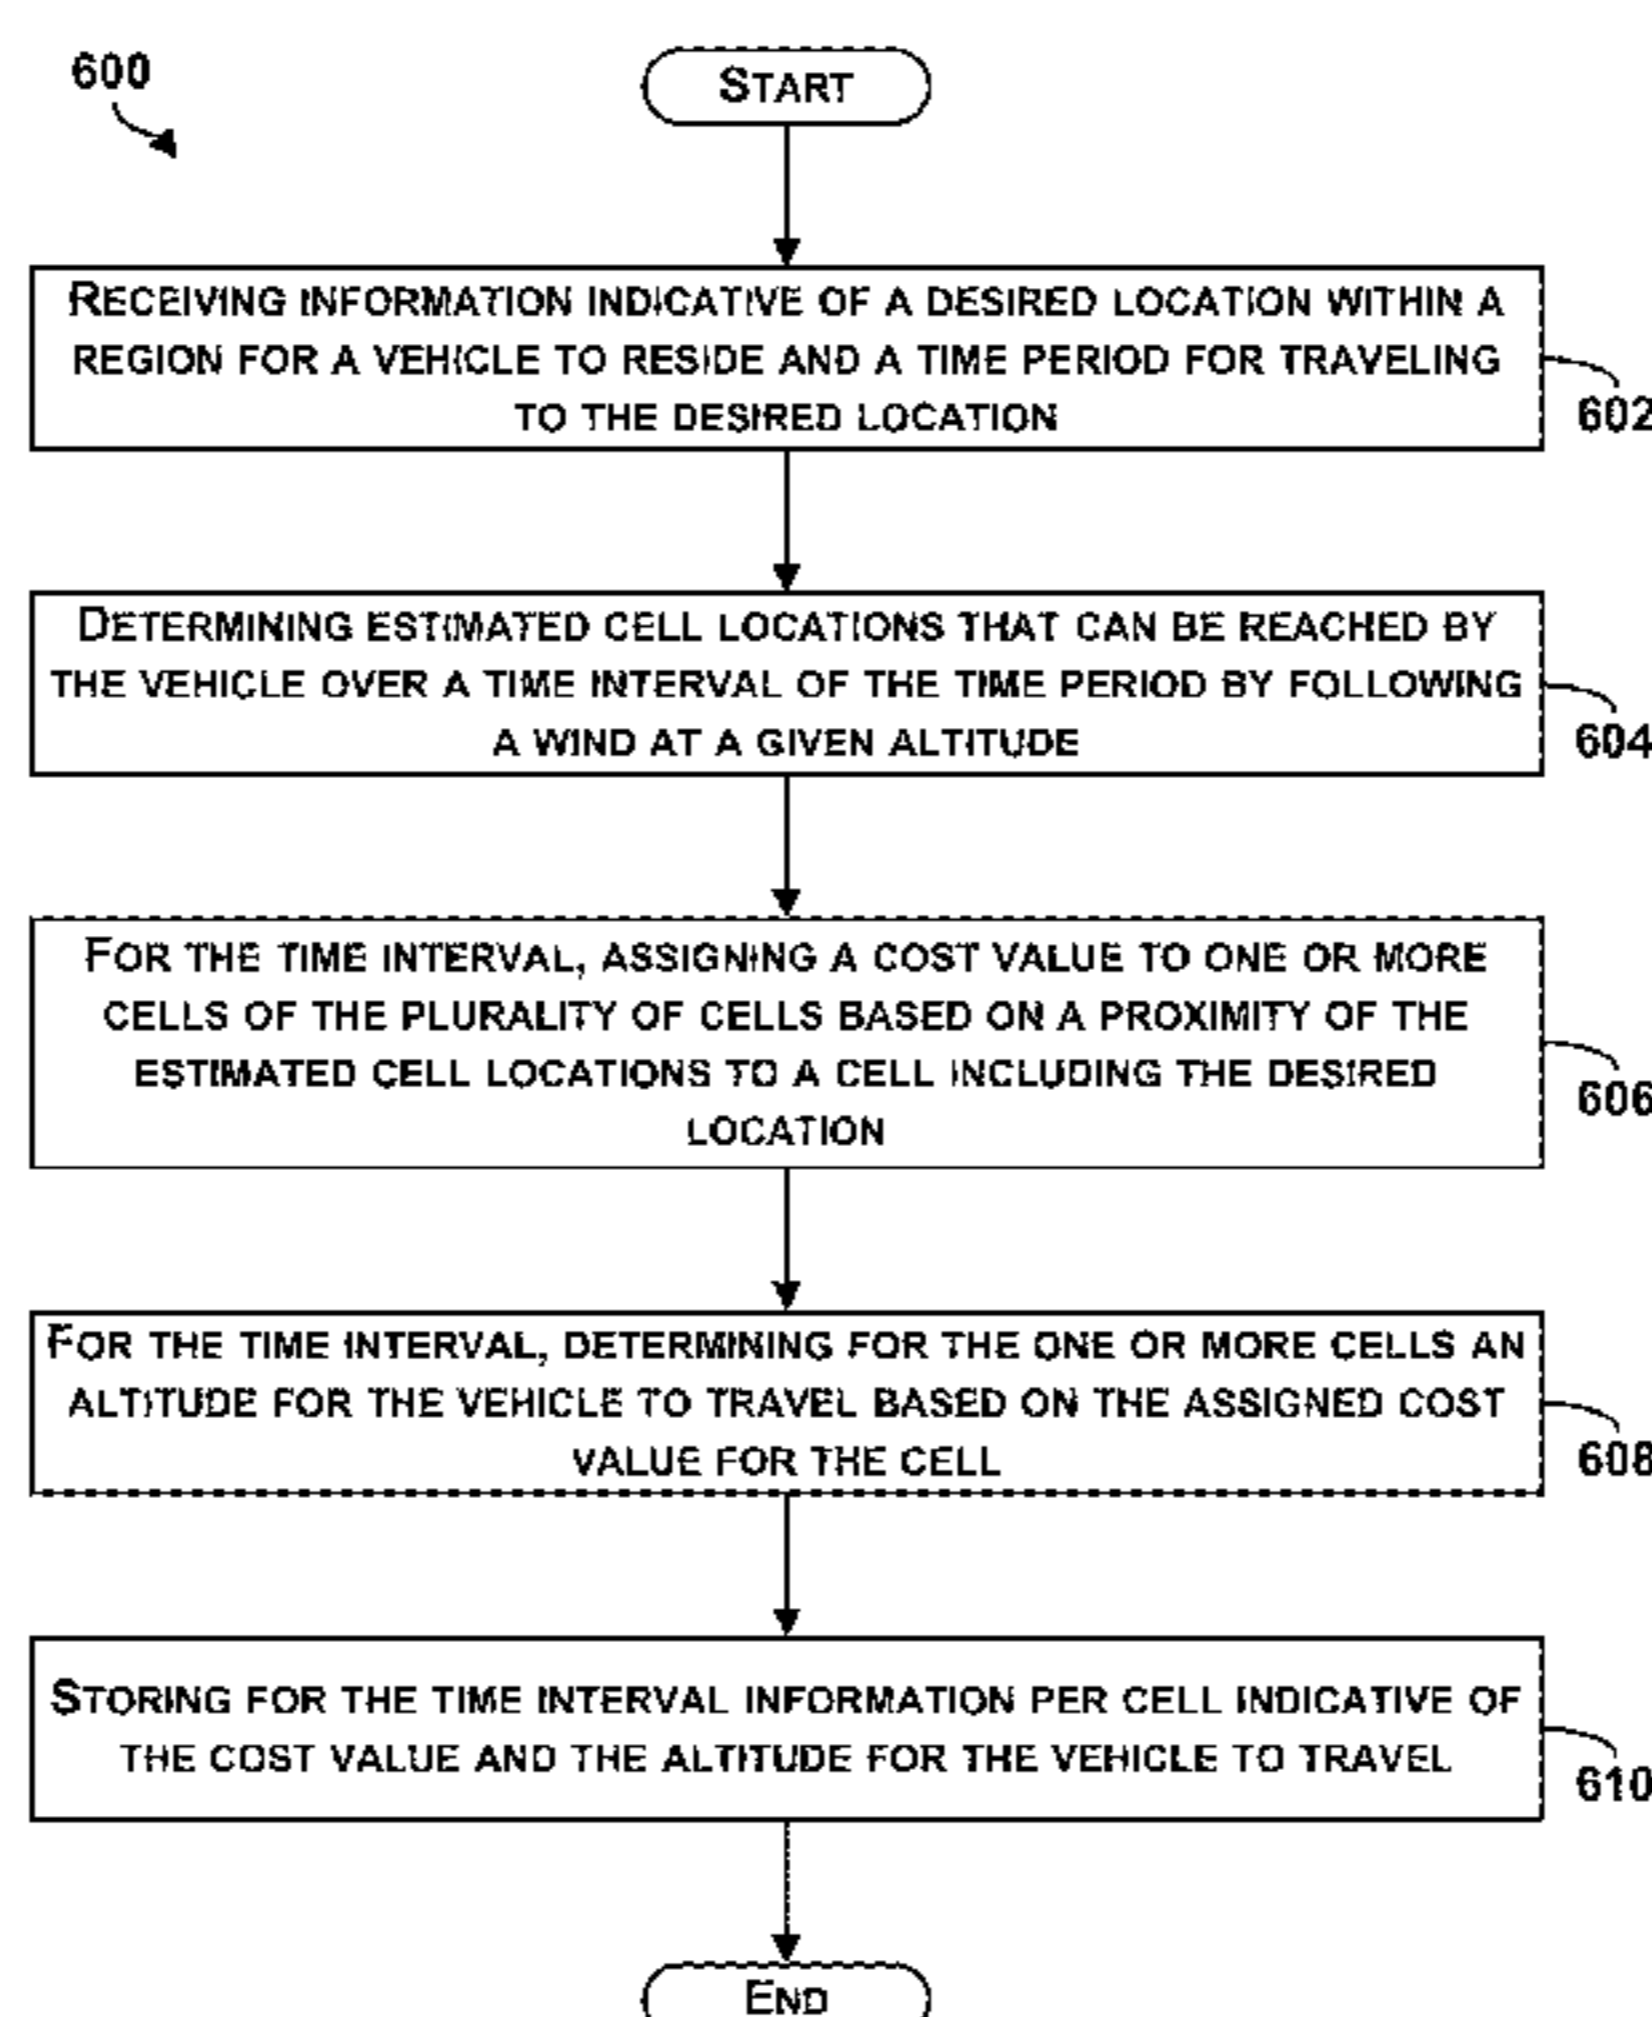 600
START
RECEIVING INFORMATION INDICATIVE OF A DESIRED LOCATION WITHIN A
REGION FOR A VEHICLE TO RESIDE AND A TIME PERIOD FOR TRAVELING
TO THE DESIRED LOCATION
602
DETERMINING ESTIMATED CELL LOCATIONS THAT CAN BE REACHED BY
THE VEHICLE OVER A TIME INTERVAL OF THE TIME PERIOD BY FOLLOWING
A WIND AT A GIVEN ALTITUDE
604
FOR THE TIME INTERVAL, ASSIGNING A COST VALUE TO ONE OR MORE
CELLS OF THE PLURALITY OF CELLS BASED ON A PROXIMITY OF THE
ESTIMATED CELL LOCATIONS TO A CELL INCLUDING THE DESIRED
LOCATION
606
FOR THE TIME INTERVAL, DETERMINING FOR THE ONE OR MORE CELLS AN
ALTITUDE FOR THE VEHICLE TO TRAVEL BASED ON THE ASSIGNED COST
VALUE FOR THE CELL
608
STORING FOR THE TIME INTERVAL INFORMATION PER CELL INDICATIVE OF
THE COST VALUE AND THE ALTITUDE FOR THE VEHICLE TO TRAVEL
610
END